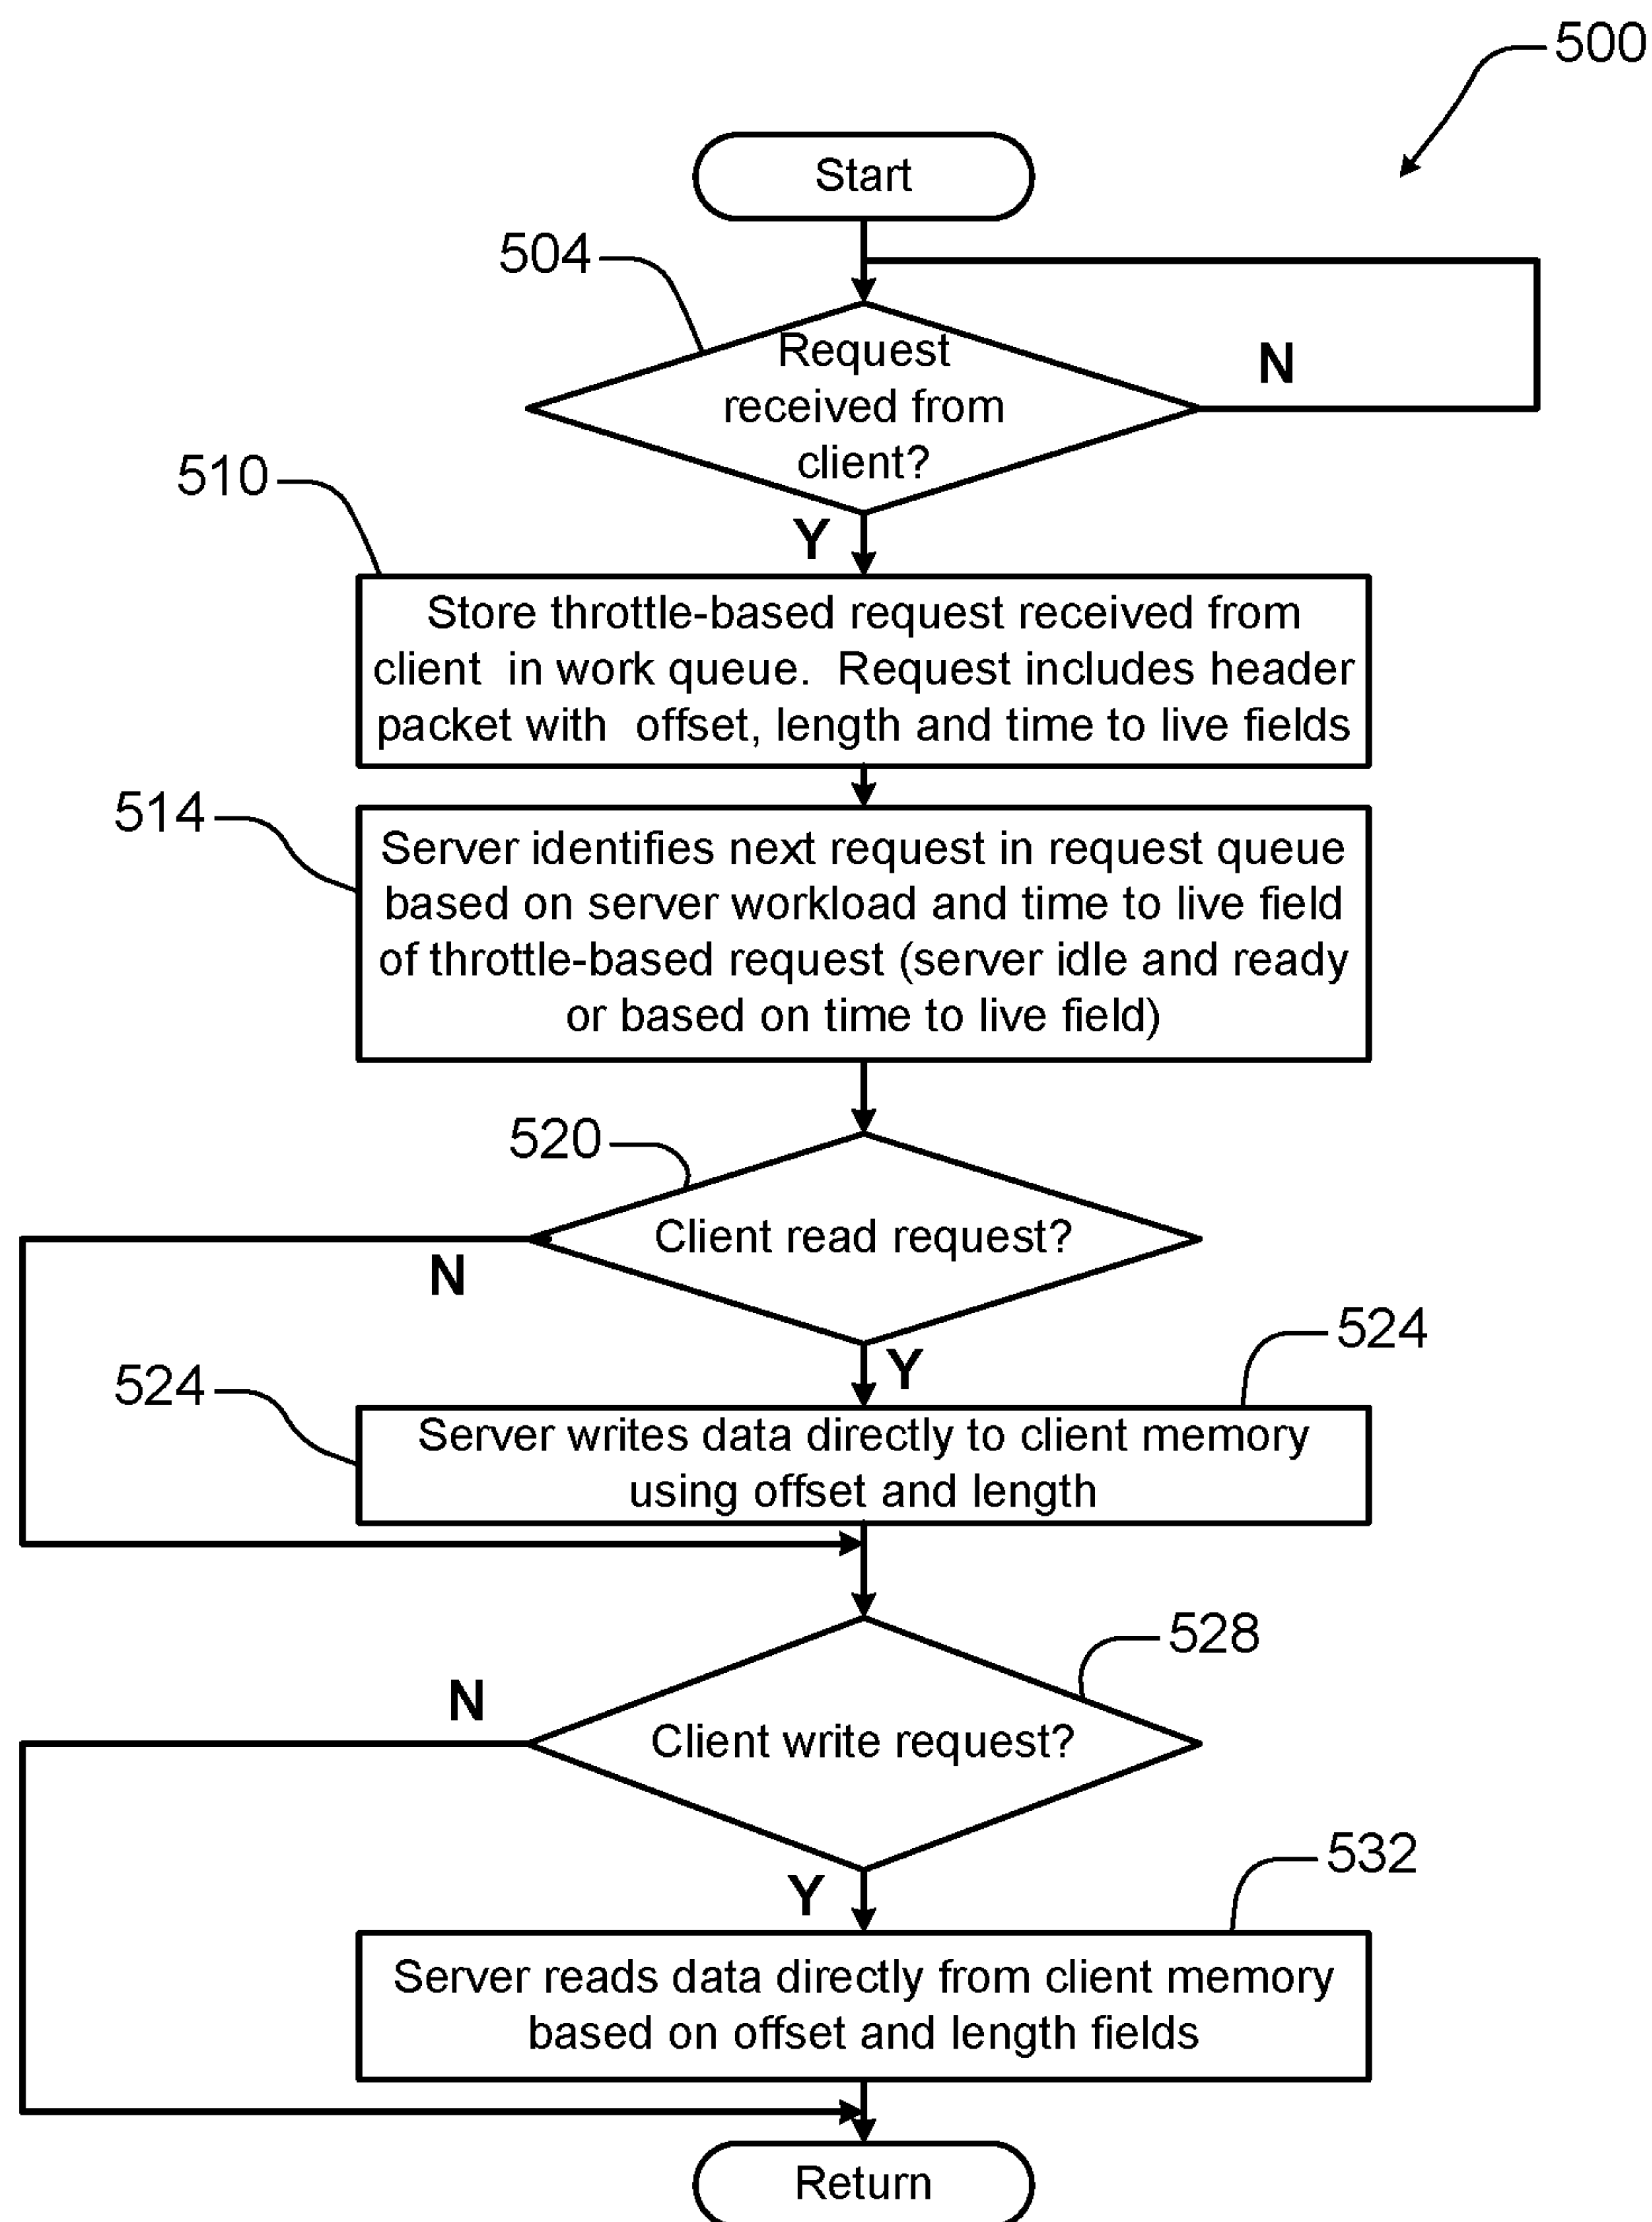 500
Start
504
Request
received from
client?
N
510
Y
Store throttle-based request received from
client  in work queue.  Request includes header
packet with  offset, length and time to live fields
514
Server identifies next request in request queue
based on server workload and time to live field
of throttle-based request (server idle and ready
or based on time to live field)
520
Client read request?
N
524
Y
524
Server writes data directly to client memory
using offset and length
528
N
Client write request?
532
Y
Server reads data directly from client memory
based on offset and length fields
Return